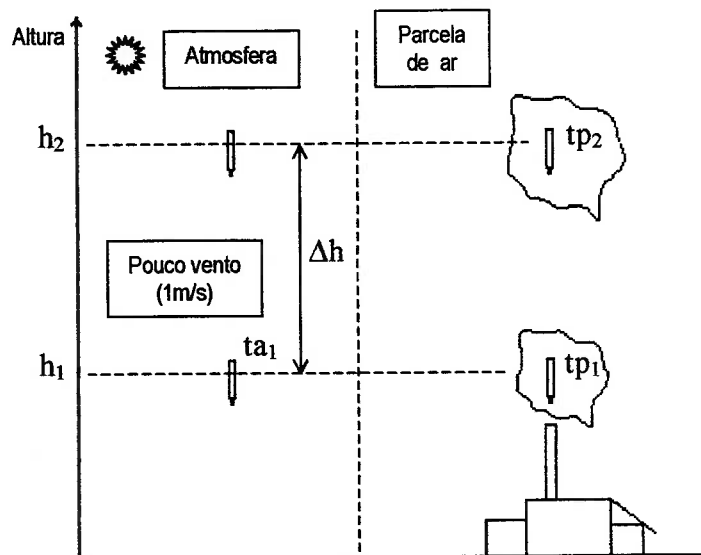 Altura
Atmosfera
Parcela
de ar
h₂
tp₂
Δh
Pouco vento
(1m/s)
h₁
ta₁
tp₁